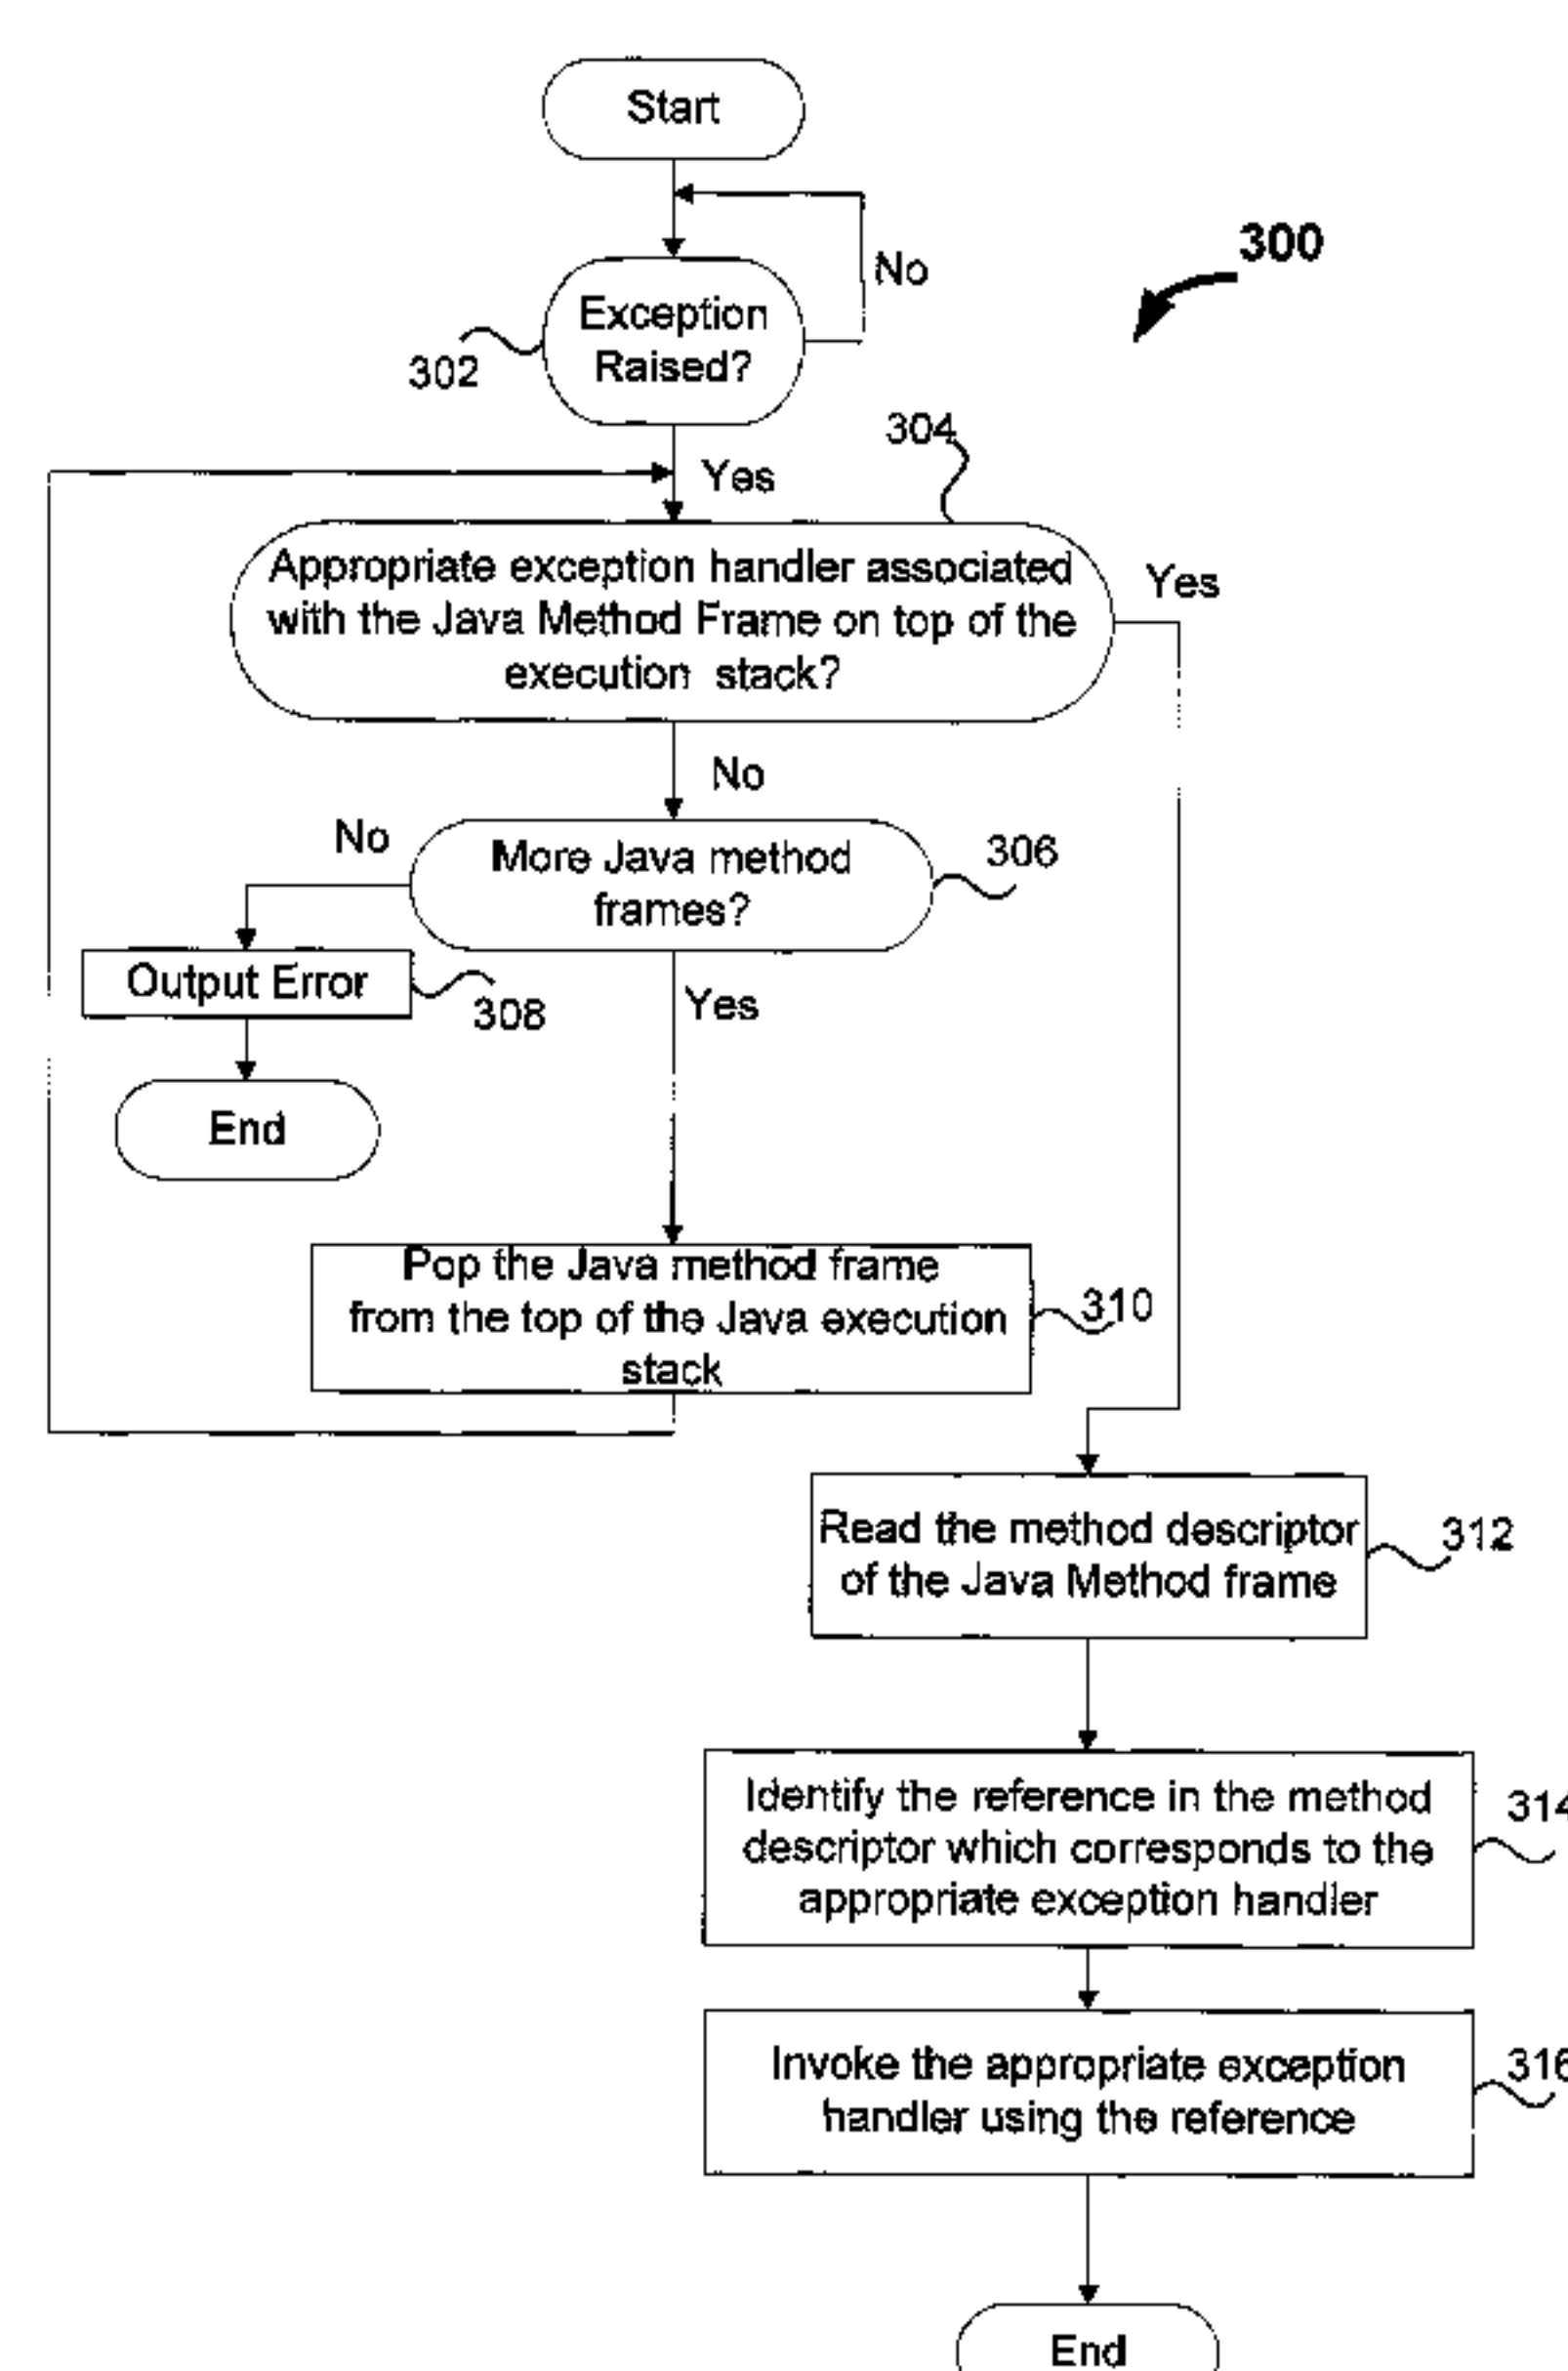 Start
No
300
Exception
Raised?
302
304
Yes
Appropriate exception handler associated
with the Java Method Frame on top of the
execution stack?
Yes
No
No
More Java method
frames?
306
Output Error
308
Yes
End
Pop the Java method frame
from the top of the Java execution
stack
310
Read the method descriptor
of the Java Method frame
312
Identify the reference in the method
descriptor which corresponds to the
appropriate exception handler
314
Invoke the appropriate exception
handler using the reference
316
End